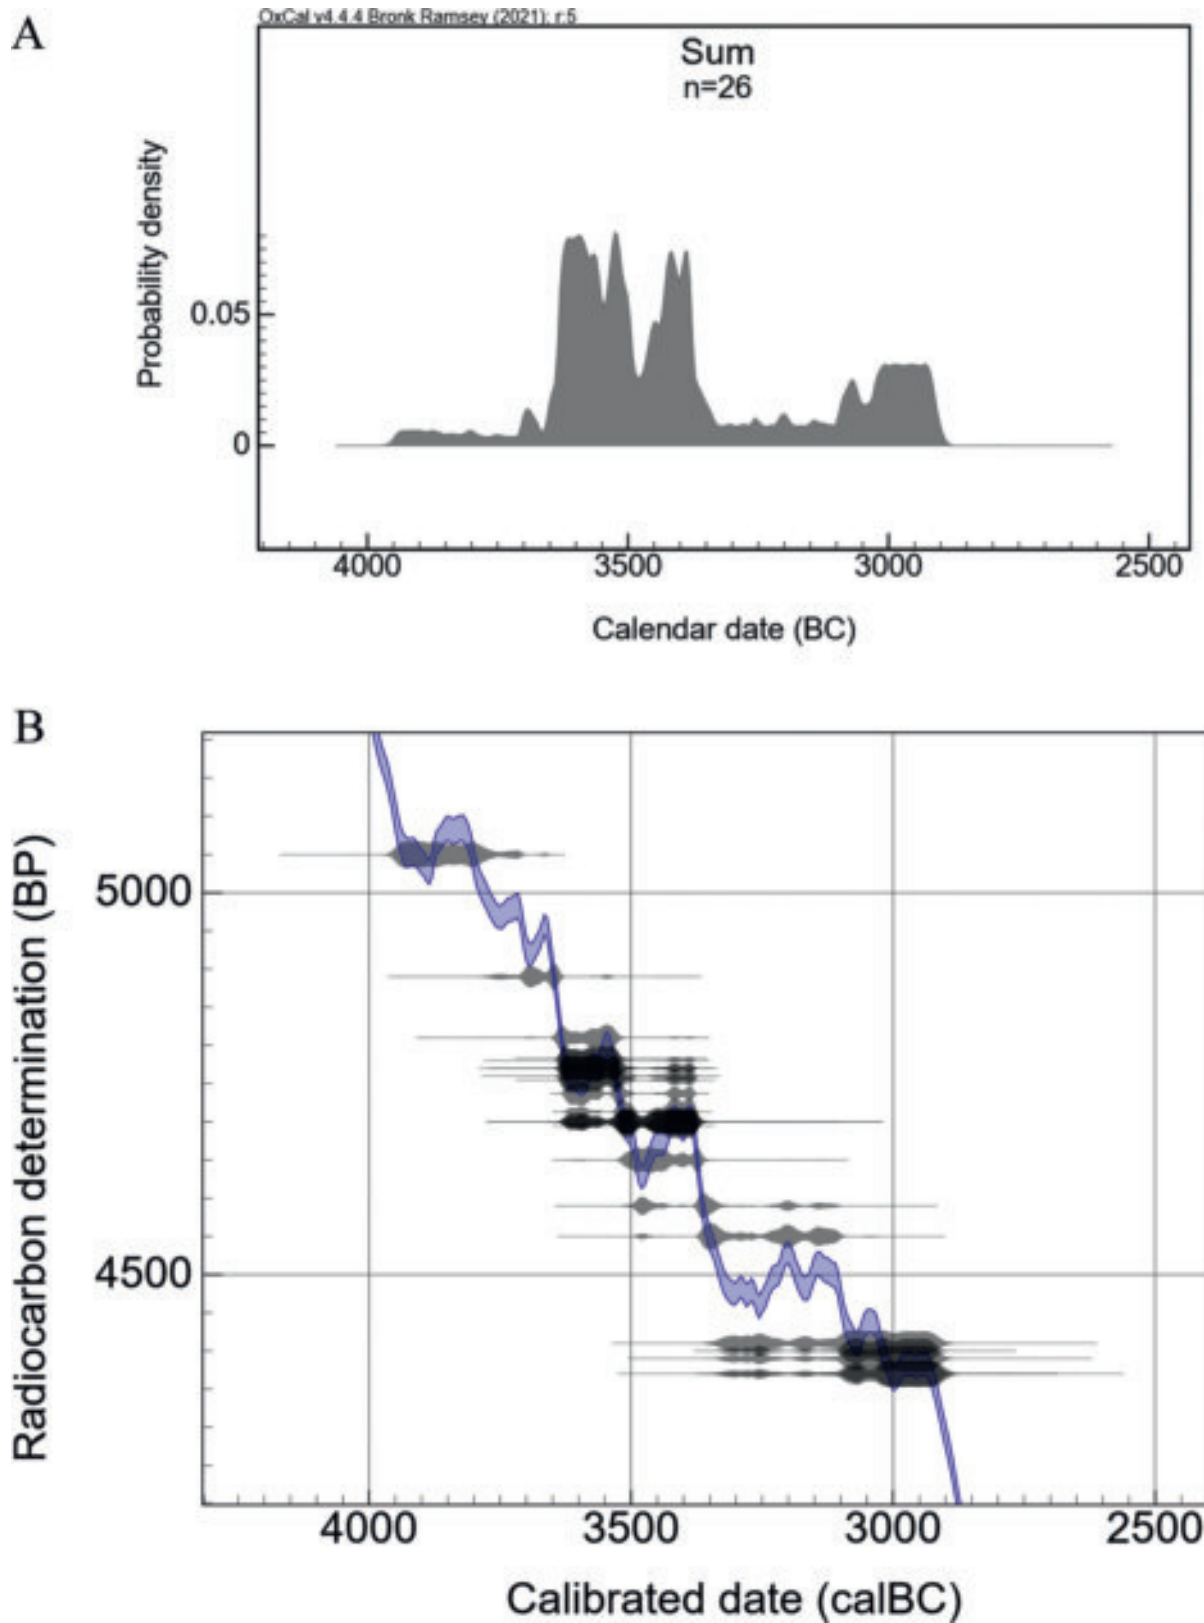 A
OxCal v4.4.4 Bronk Ramsey (2021); r:5
Sum
n=26
Probability density
0.05
0
4000 3500 3000 2500
Calendar date (BC)
B
Radiocarbon determination (BP)
5000
4500
4000 3500 3000 2500
Calibrated date (calBC)